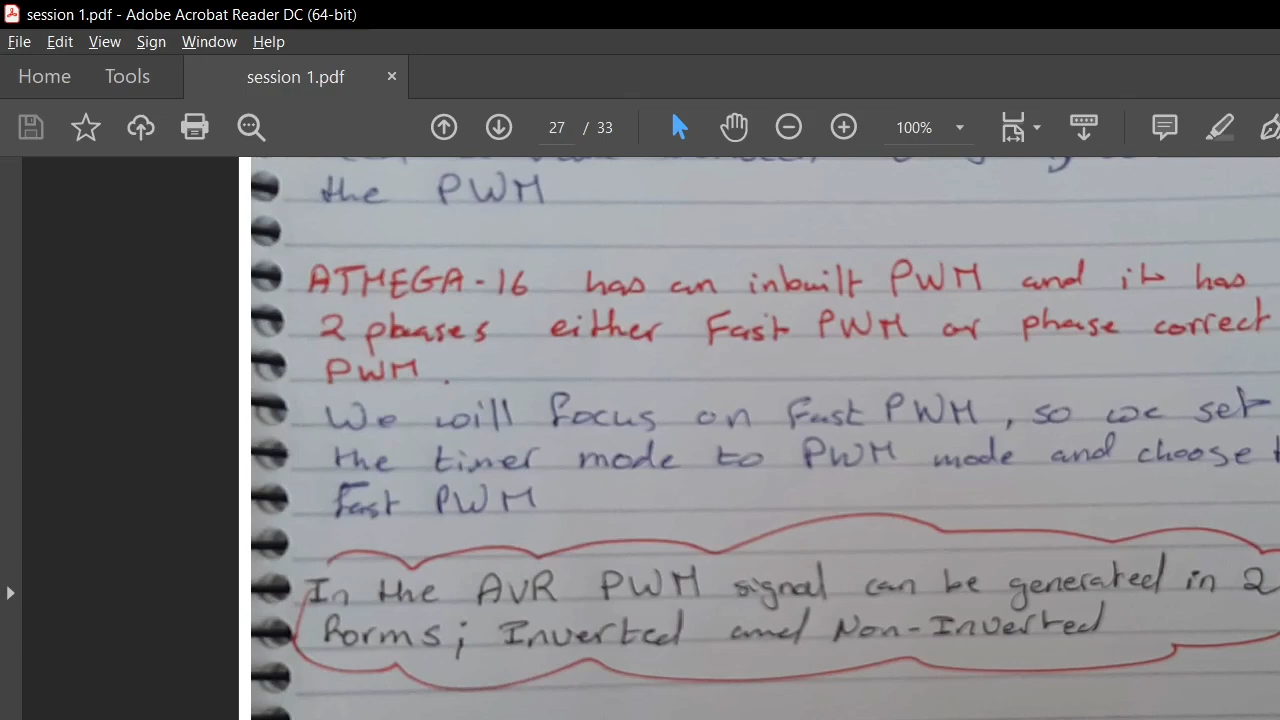 session 1.pdf - Adobe Acrobat Reader DC (64-bit)
File Edit View Sign Window Help
Home Tools session 1.pdf ×
27 / 33 100%
the PWM
ATMEGA-16 has an inbuilt PWM and it has
2 phases either Fast PWM or phase correct
PWM.
We will focus on Fast PWM, so we set
the timer mode to PWM mode and choose
Fast PWM
In the AVR PWM signal can be generated in 2
Forms; Inverted and Non-Inverted